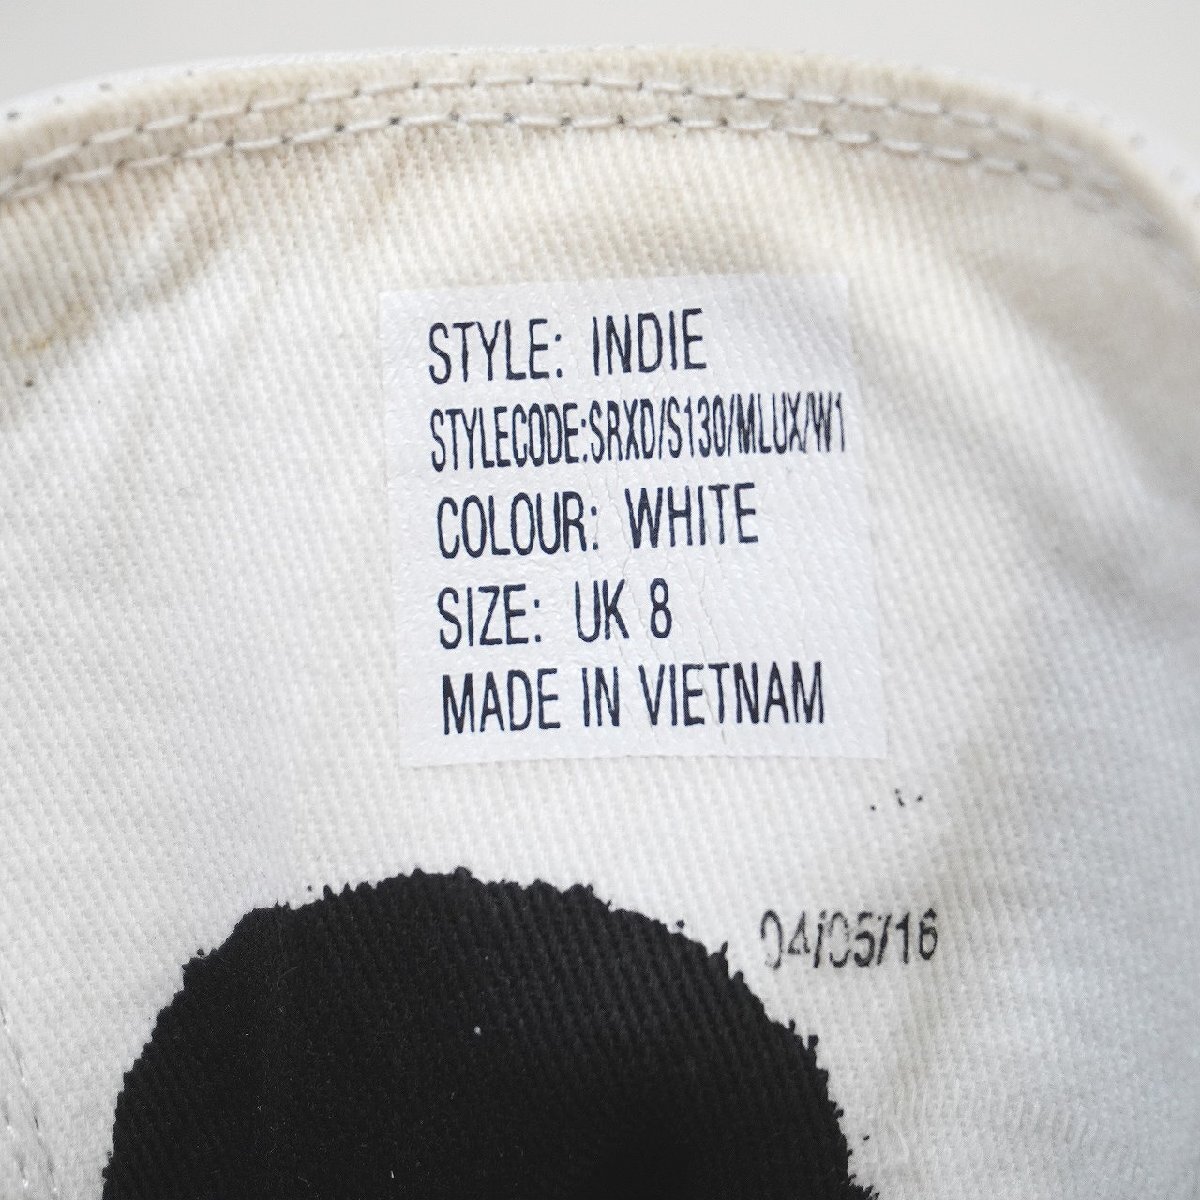 STYLE: INDIE
STYLECODE:SRXD/S130/MLUX/W1
COLOUR: WHITE
SIZE: UK 8
MADE IN VIETNAM
04/05/16